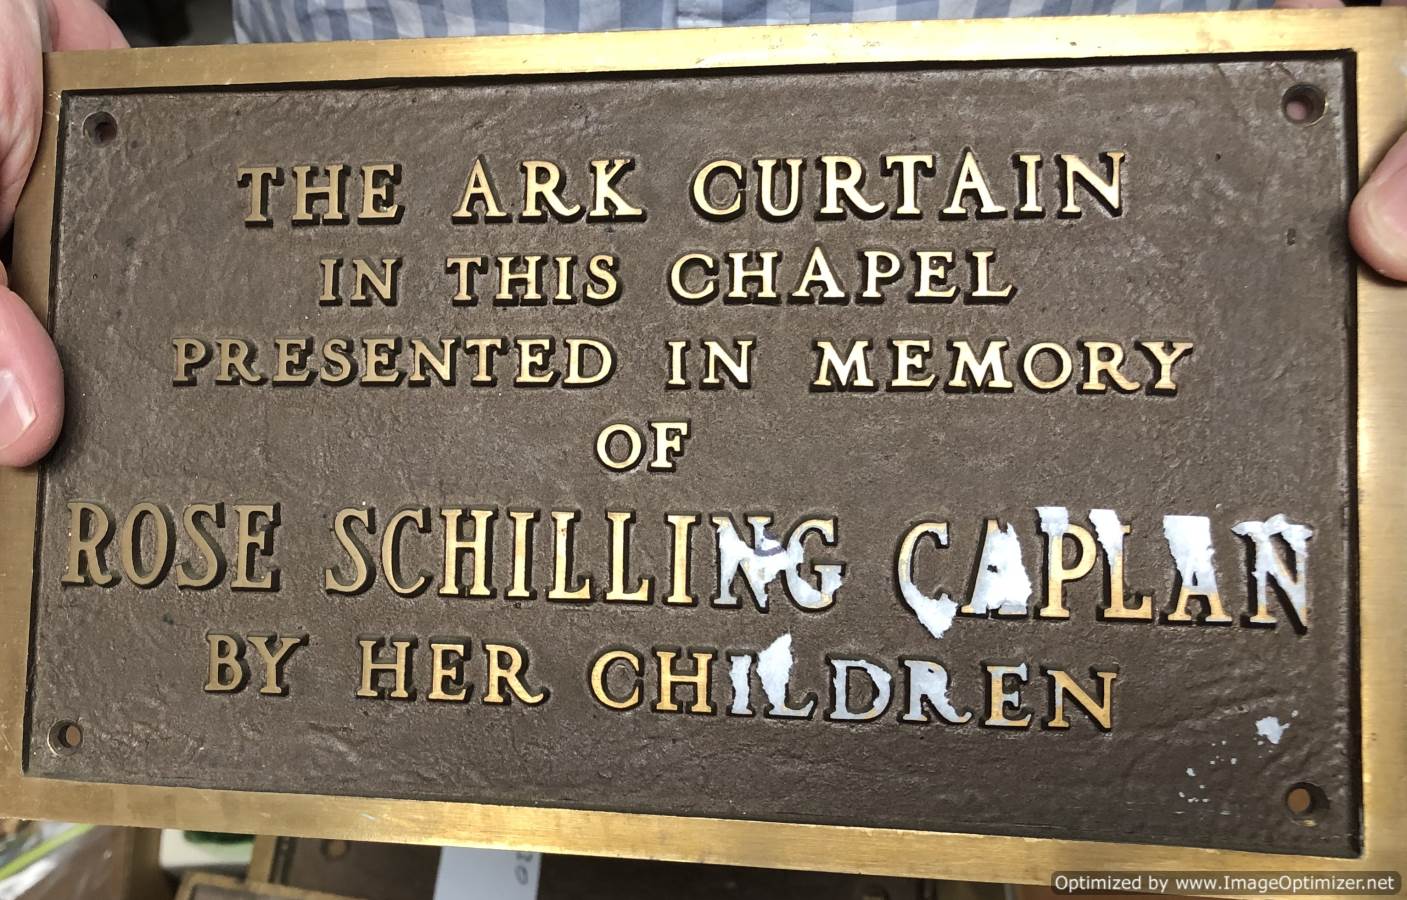 THE ARK CURTAIN
IN THIS CHAPEL
PRESENTED IN MEMORY
OF
ROSE SCHILLING CAPLAN
BY HER CHILDREN
20
Optimized by www.ImageOptimizer.net